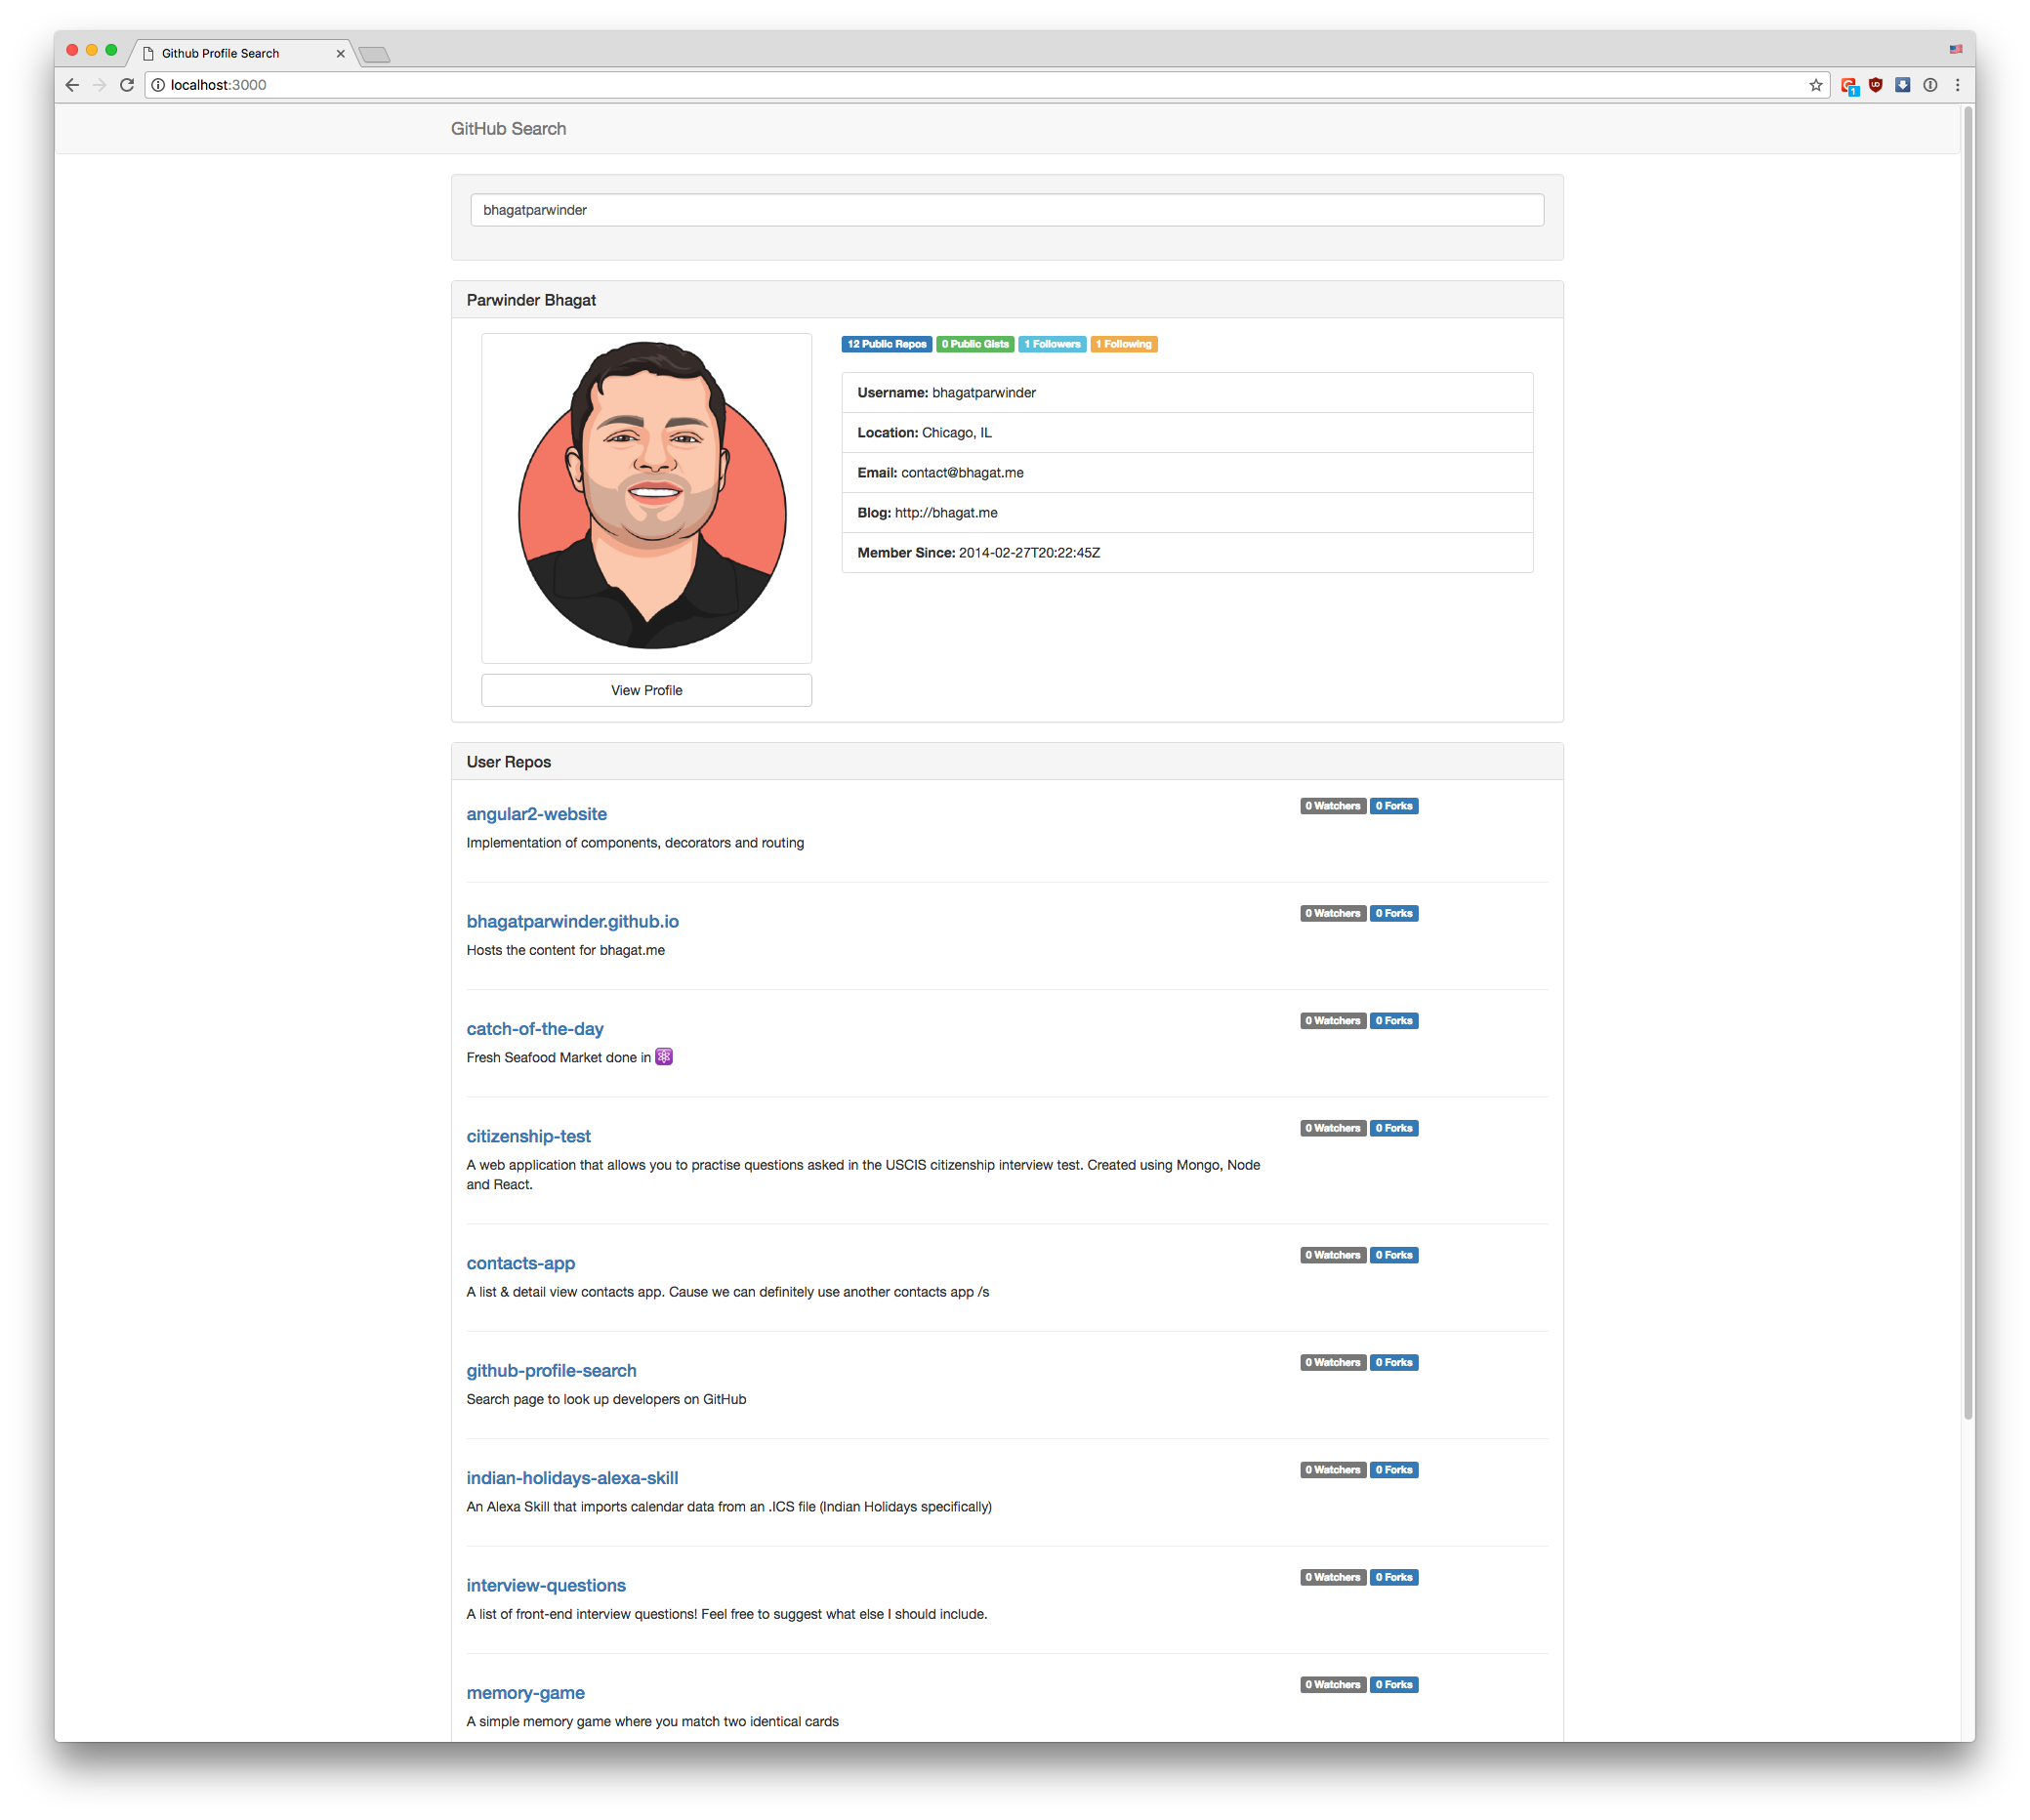 Github Profile Search
localhost:3000
1
GitHub Search
bhagatparwinder
Parwinder Bhagat
12 Public Repos 0 Public Gists 1 Followers 1 Following
Username: bhagatparwinder
Location: Chicago, IL
Email: contact@bhagat.me
Blog: http://bhagat.me
Member Since: 2014-02-27T20:22:45Z
View Profile
User Repos
angular2-website
0 Watchers 0 Forks
Implementation of components, decorators and routing
bhagatparwinder.github.io
0 Watchers 0 Forks
Hosts the content for bhagat.me
catch-of-the-day
0 Watchers 0 Forks
Fresh Seafood Market done in ⚛️
citizenship-test
0 Watchers 0 Forks
A web application that allows you to practise questions asked in the USCIS citizenship interview test. Created using Mongo, Node
and React.
contacts-app
0 Watchers 0 Forks
A list & detail view contacts app. Cause we can definitely use another contacts app /s
github-profile-search
0 Watchers 0 Forks
Search page to look up developers on GitHub
indian-holidays-alexa-skill
0 Watchers 0 Forks
An Alexa Skill that imports calendar data from an .ICS file (Indian Holidays specifically)
interview-questions
0 Watchers 0 Forks
A list of front-end interview questions! Feel free to suggest what else I should include.
memory-game
0 Watchers 0 Forks
A simple memory game where you match two identical cards